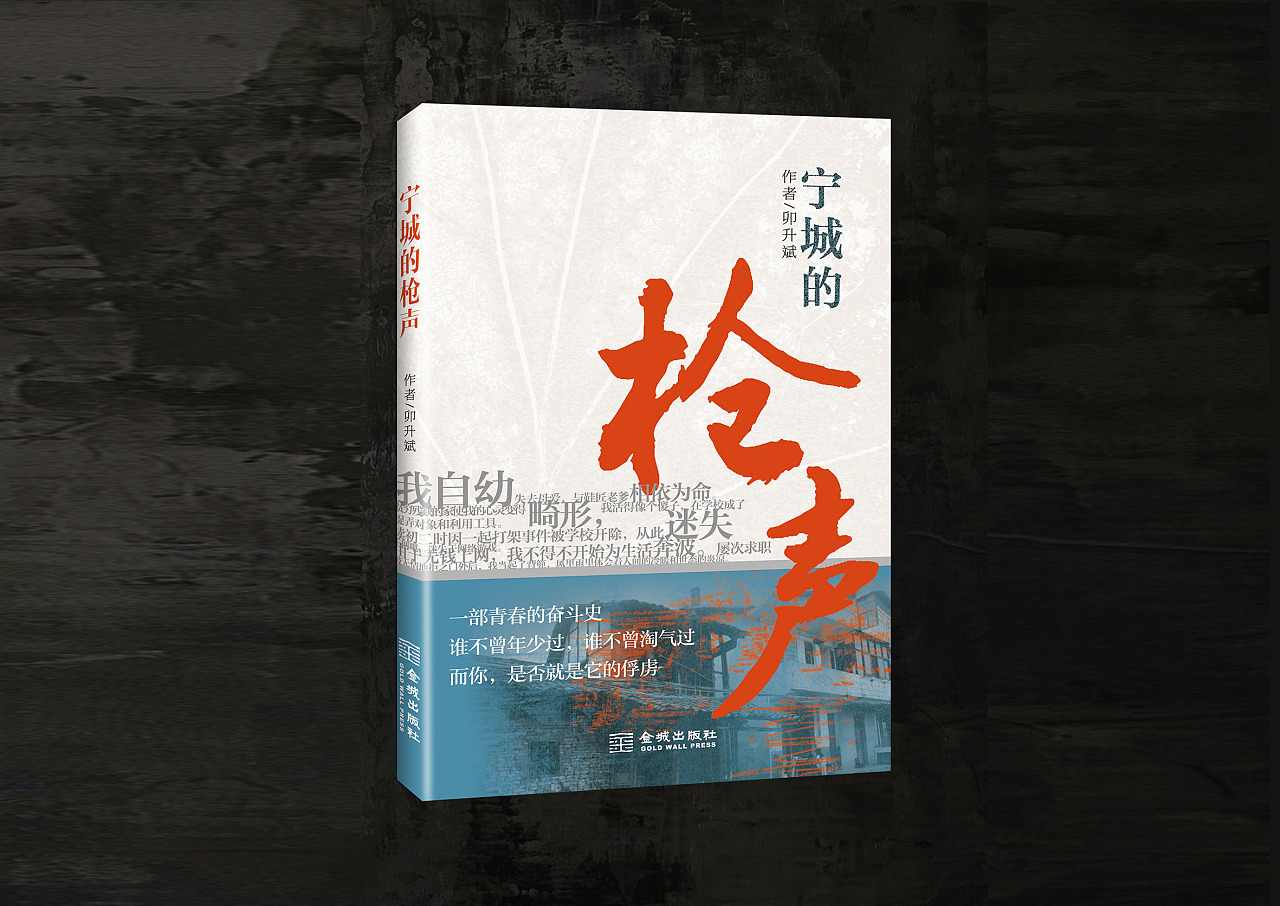 宁城的
作者/卯升斌
枪声
宁城的枪声
作者/卯升斌
我自幼失去母爱，与鞋匠老爹相依为命。
畸形，我活得像个傻子，在学校成了
对象和利用工具。
初二时因一起打架事件被学校开除，从此迷失
我不得不开始为生活奔波。屡次求职
一部青春的奋斗史
谁不曾年少过，谁不曾淘气过
而你，是否就是它的俘虏
金城出版社
GOLD WALL PRESS
金城出版社
GOLD WALL PRESS